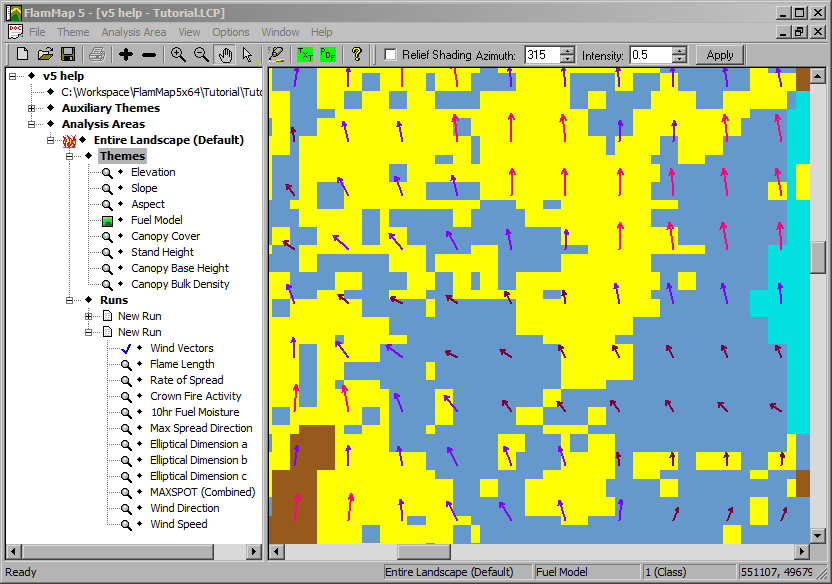 FlamMap 5 - [v5 help - Tutorial.LCP]
File Theme Analysis Area View Options Window Help
Relief Shading Azimuth: 315 Intensity: 0.5 Apply
v5 help
C:\Workspace\FlamMap5x64\Tutorial\Tuto
Auxiliary Themes
Analysis Areas
Entire Landscape (Default)
Themes
Elevation
Slope
Aspect
Fuel Model
Canopy Cover
Stand Height
Canopy Base Height
Canopy Bulk Density
Runs
New Run
New Run
Wind Vectors
Flame Length
Rate of Spread
Crown Fire Activity
10hr Fuel Moisture
Max Spread Direction
Elliptical Dimension a
Elliptical Dimension b
Elliptical Dimension c
MAXSPOT (Combined)
Wind Direction
Wind Speed
Ready Entire Landscape (Default) Fuel Model 1 (Class) 551107, 49679